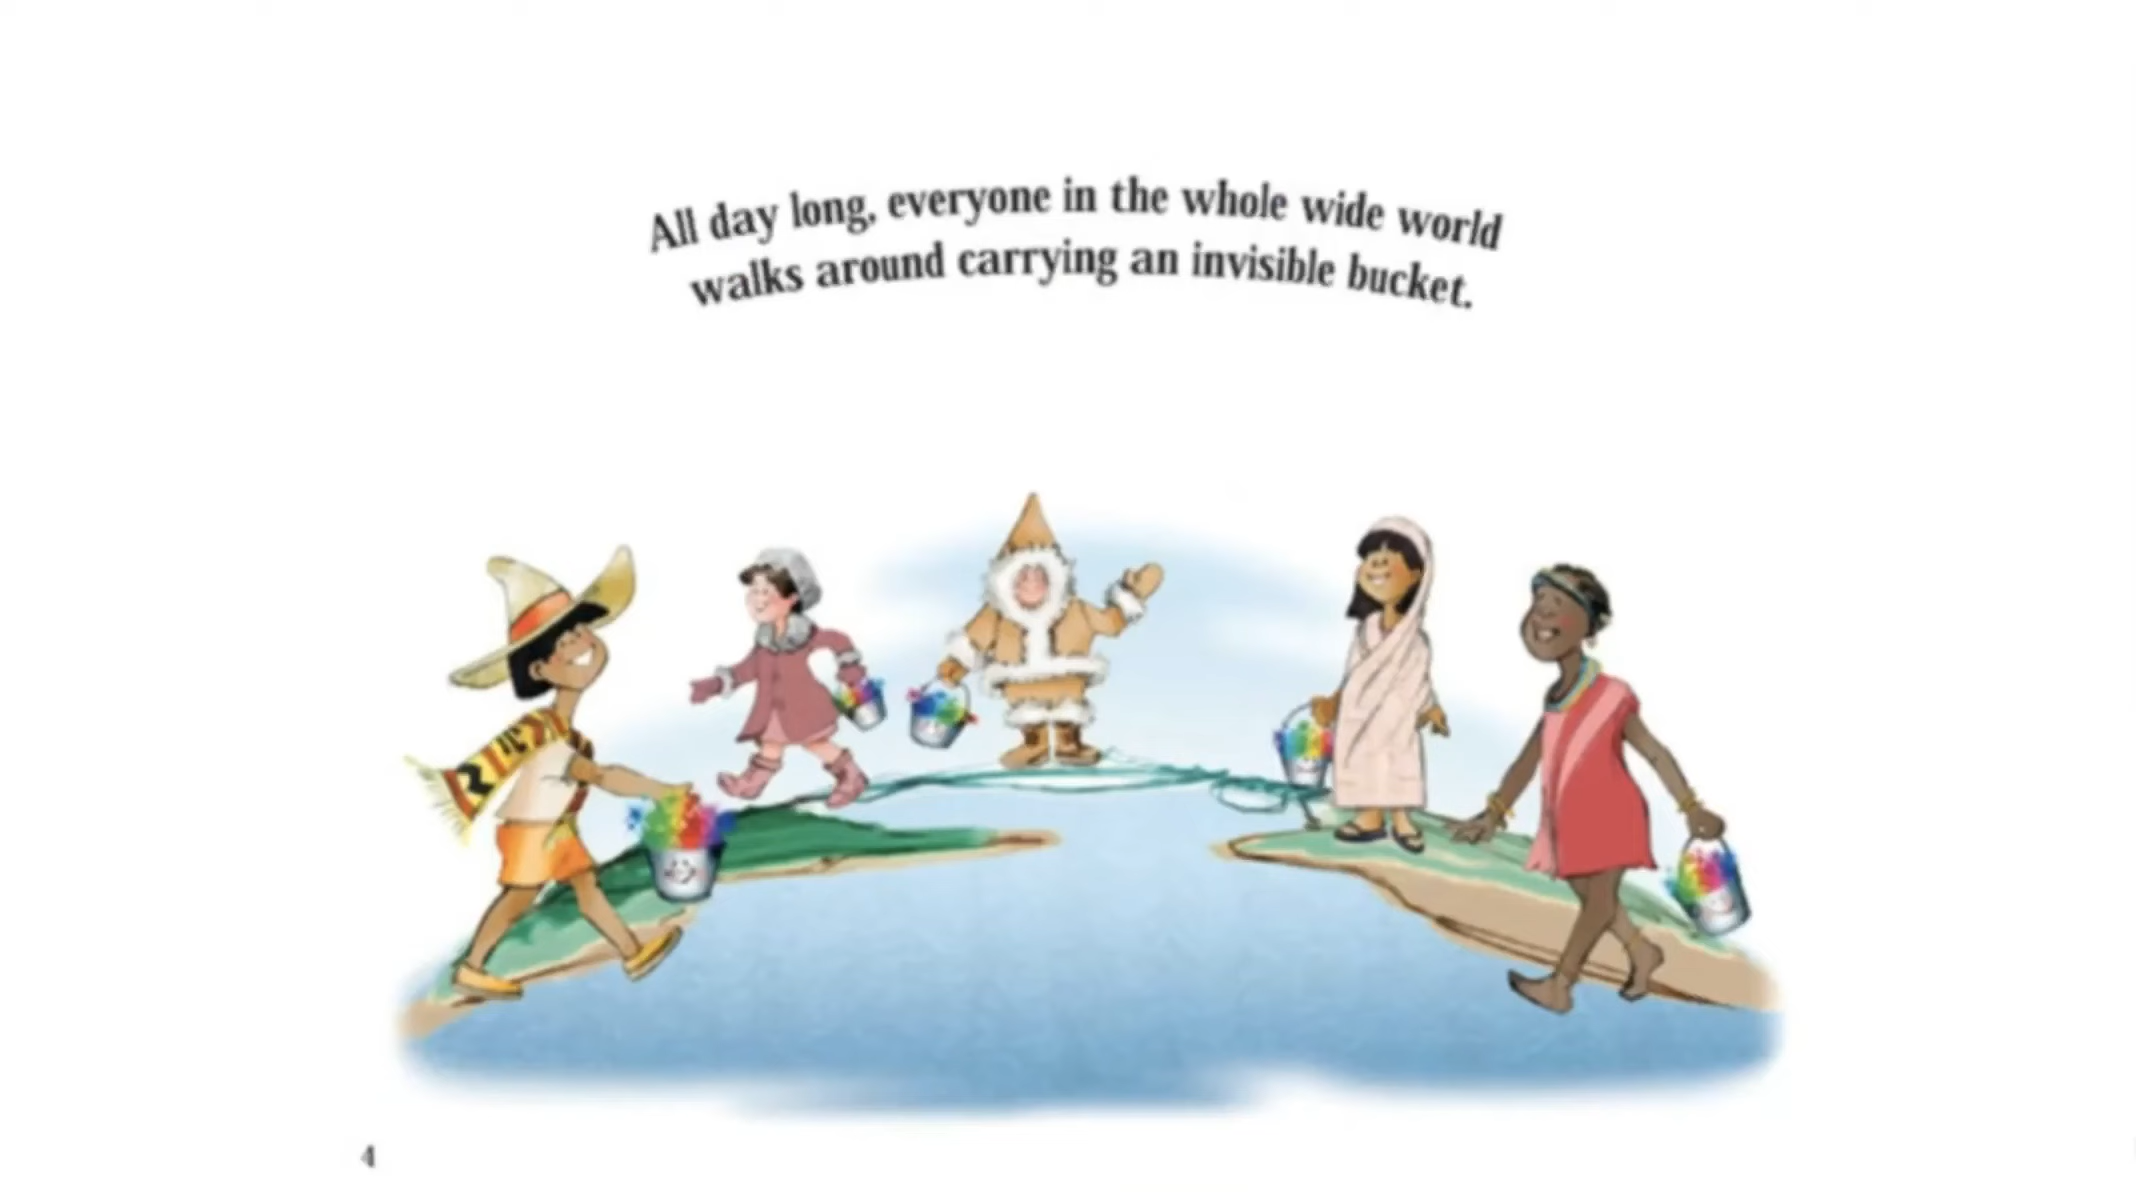 All day long, everyone in the whole wide world
walks around carrying an invisible bucket.
4